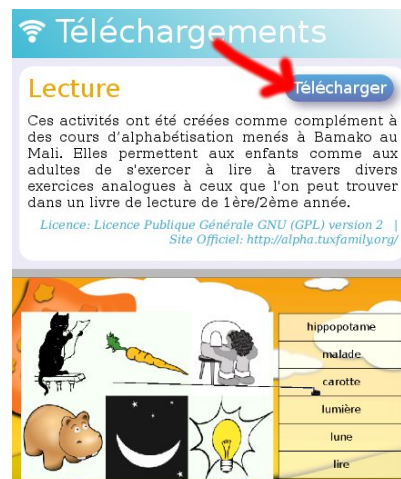 Téléchargements
Lecture
Télécharger
Ces activités ont été créées comme complément à
des cours d'alphabétisation menés à Bamako au
Mali. Elles permettent aux enfants comme aux
adultes de s'exercer à lire à travers divers
exercices analogues à ceux que l'on peut trouver
dans un livre de lecture de 1ère/2ème année.
Licence: Licence Publique Générale GNU (GPL) version 2 |
Site Officiel: http://alpha.tuxfamily.org/
hippopotame
malade
carotte
lumière
lune
lire